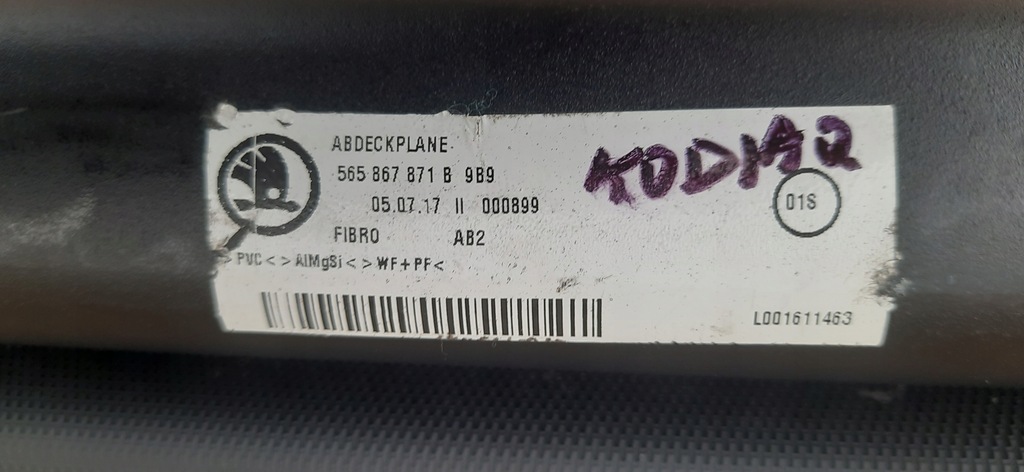 ABDECKPLANE
KODIAQ
565 867 871 B 9B9
01S
05.07.17 II 000899
FIBRO AB2
>PVC<>AlMgSi<>WF+PF<
L001611463